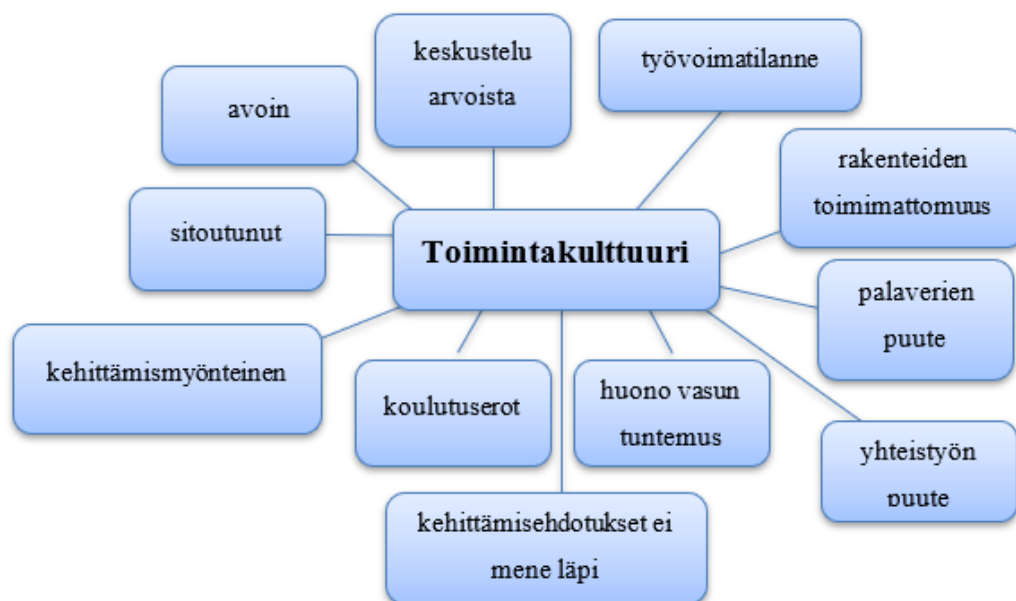 keskustelu
arvoista
työvoimatilanne
avoin
rakenteiden
toimimattomuus
sitoutunut
Toimintakulttuuri
palaverien
puute
kehittämismyönteinen
koulutuserot
huono vasun
tuntemus
yhteistyön
puute
kehittämisehdotukset ei
mene läpi